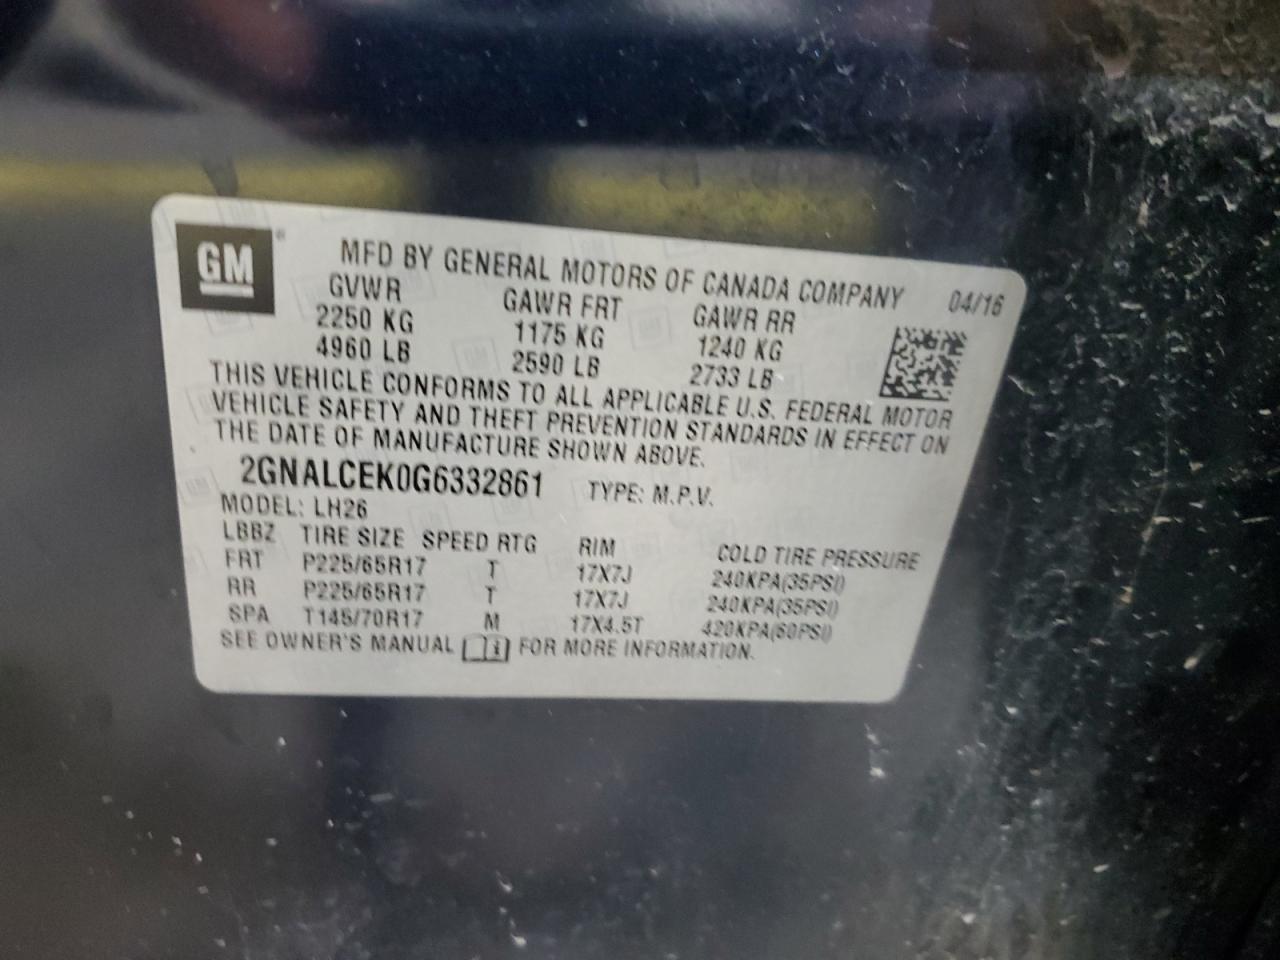 GM
MFD BY GENERAL MOTORS OF CANADA COMPANY 04/16
GVWR GAWR FRT GAWR RR
2250 KG 1175 KG 1240 KG
4960 LB 2590 LB 2733 LB
THIS VEHICLE CONFORMS TO ALL APPLICABLE U.S. FEDERAL MOTOR
VEHICLE SAFETY AND THEFT PREVENTION STANDARDS IN EFFECT ON
THE DATE OF MANUFACTURE SHOWN ABOVE.
2GNALCEK0G6332861 TYPE: M.P.V.
MODEL: LH26
LBBZ TIRE SIZE SPEED RTG RIM COLD TIRE PRESSURE
FRT P225/65R17 T 17X7J 240KPA(35PSI)
RR P225/65R17 T 17X7J 240KPA(35PSI)
SPA T145/70R17 M 17X4.5T 420KPA(60PSI)
SEE OWNER'S MANUAL FOR MORE INFORMATION.